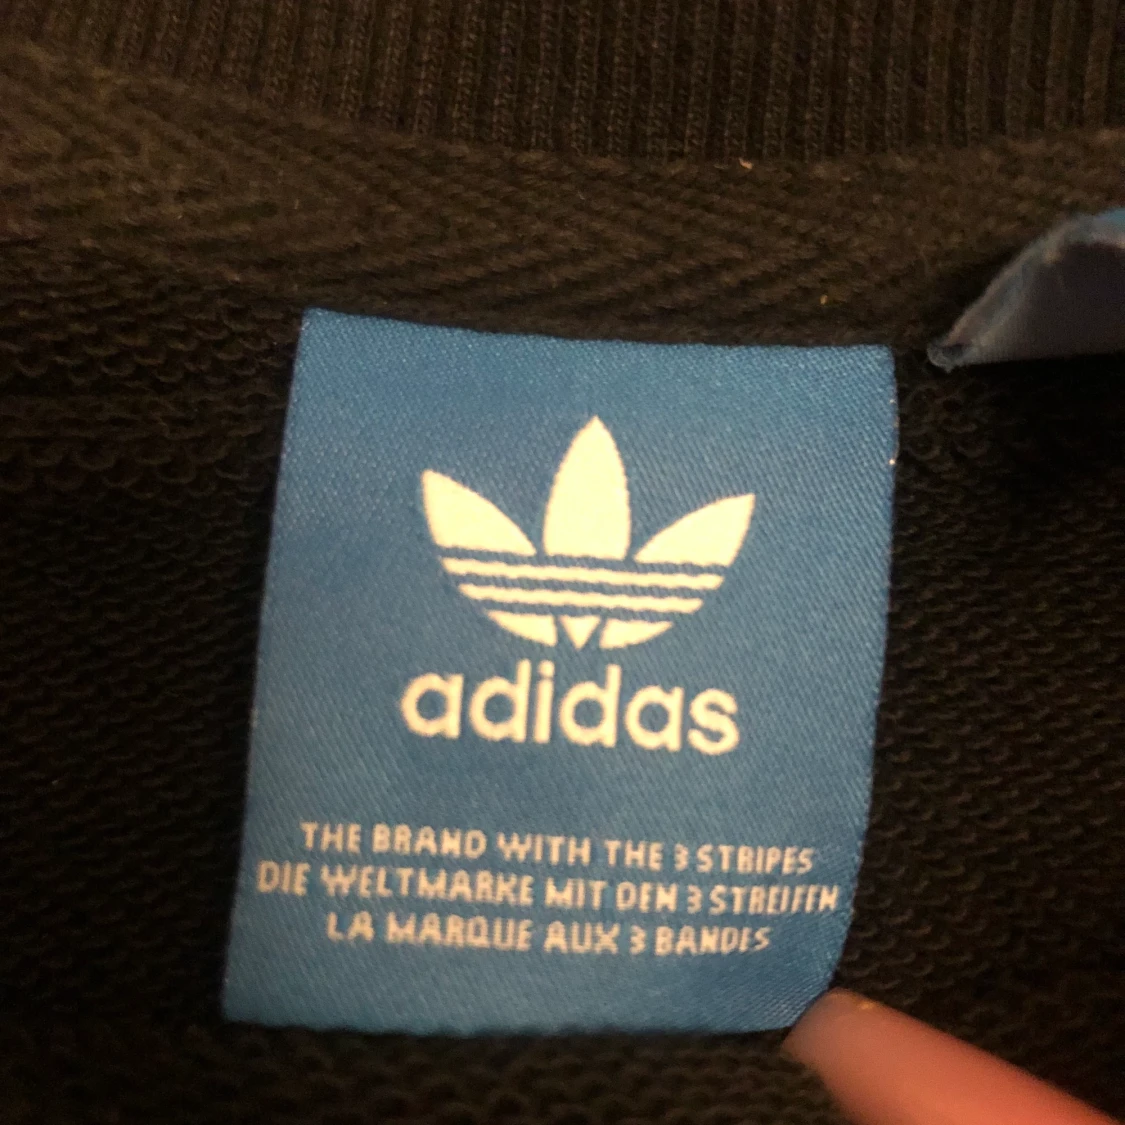 adidas
THE BRAND WITH THE 3 STRIPES
DIE WELTMARKE MIT DEN 3 STREIFEN
LA MARQUE AUX 3 BANDES